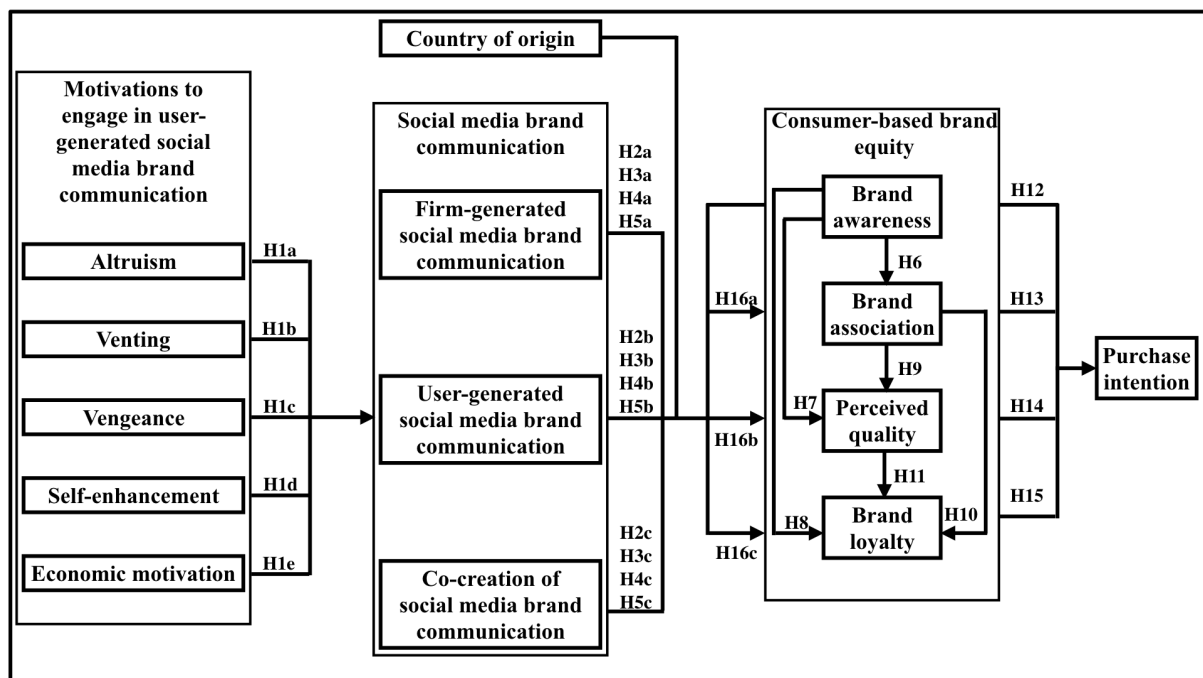 Country of origin
Motivations to
engage in user-
generated social
media brand
communication
Altruism
Venting
Vengeance
Self-enhancement
Economic motivation
H1a
H1b
H1c
H1d
H1e
Social media brand
communication
Firm-generated
social media brand
communication
User-generated
social media brand
communication
Co-creation of
social media brand
communication
H2a
H3a
H4a
H5a
H2b
H3b
H4b
H5b
H2c
H3c
H4c
H5c
H16a
H16b
H16c
Consumer-based brand
equity
Brand
awareness
H6
Brand
association
H9
H7
Perceived
quality
H11
H8
Brand
loyalty
H10
H12
H13
H14
H15
Purchase
intention